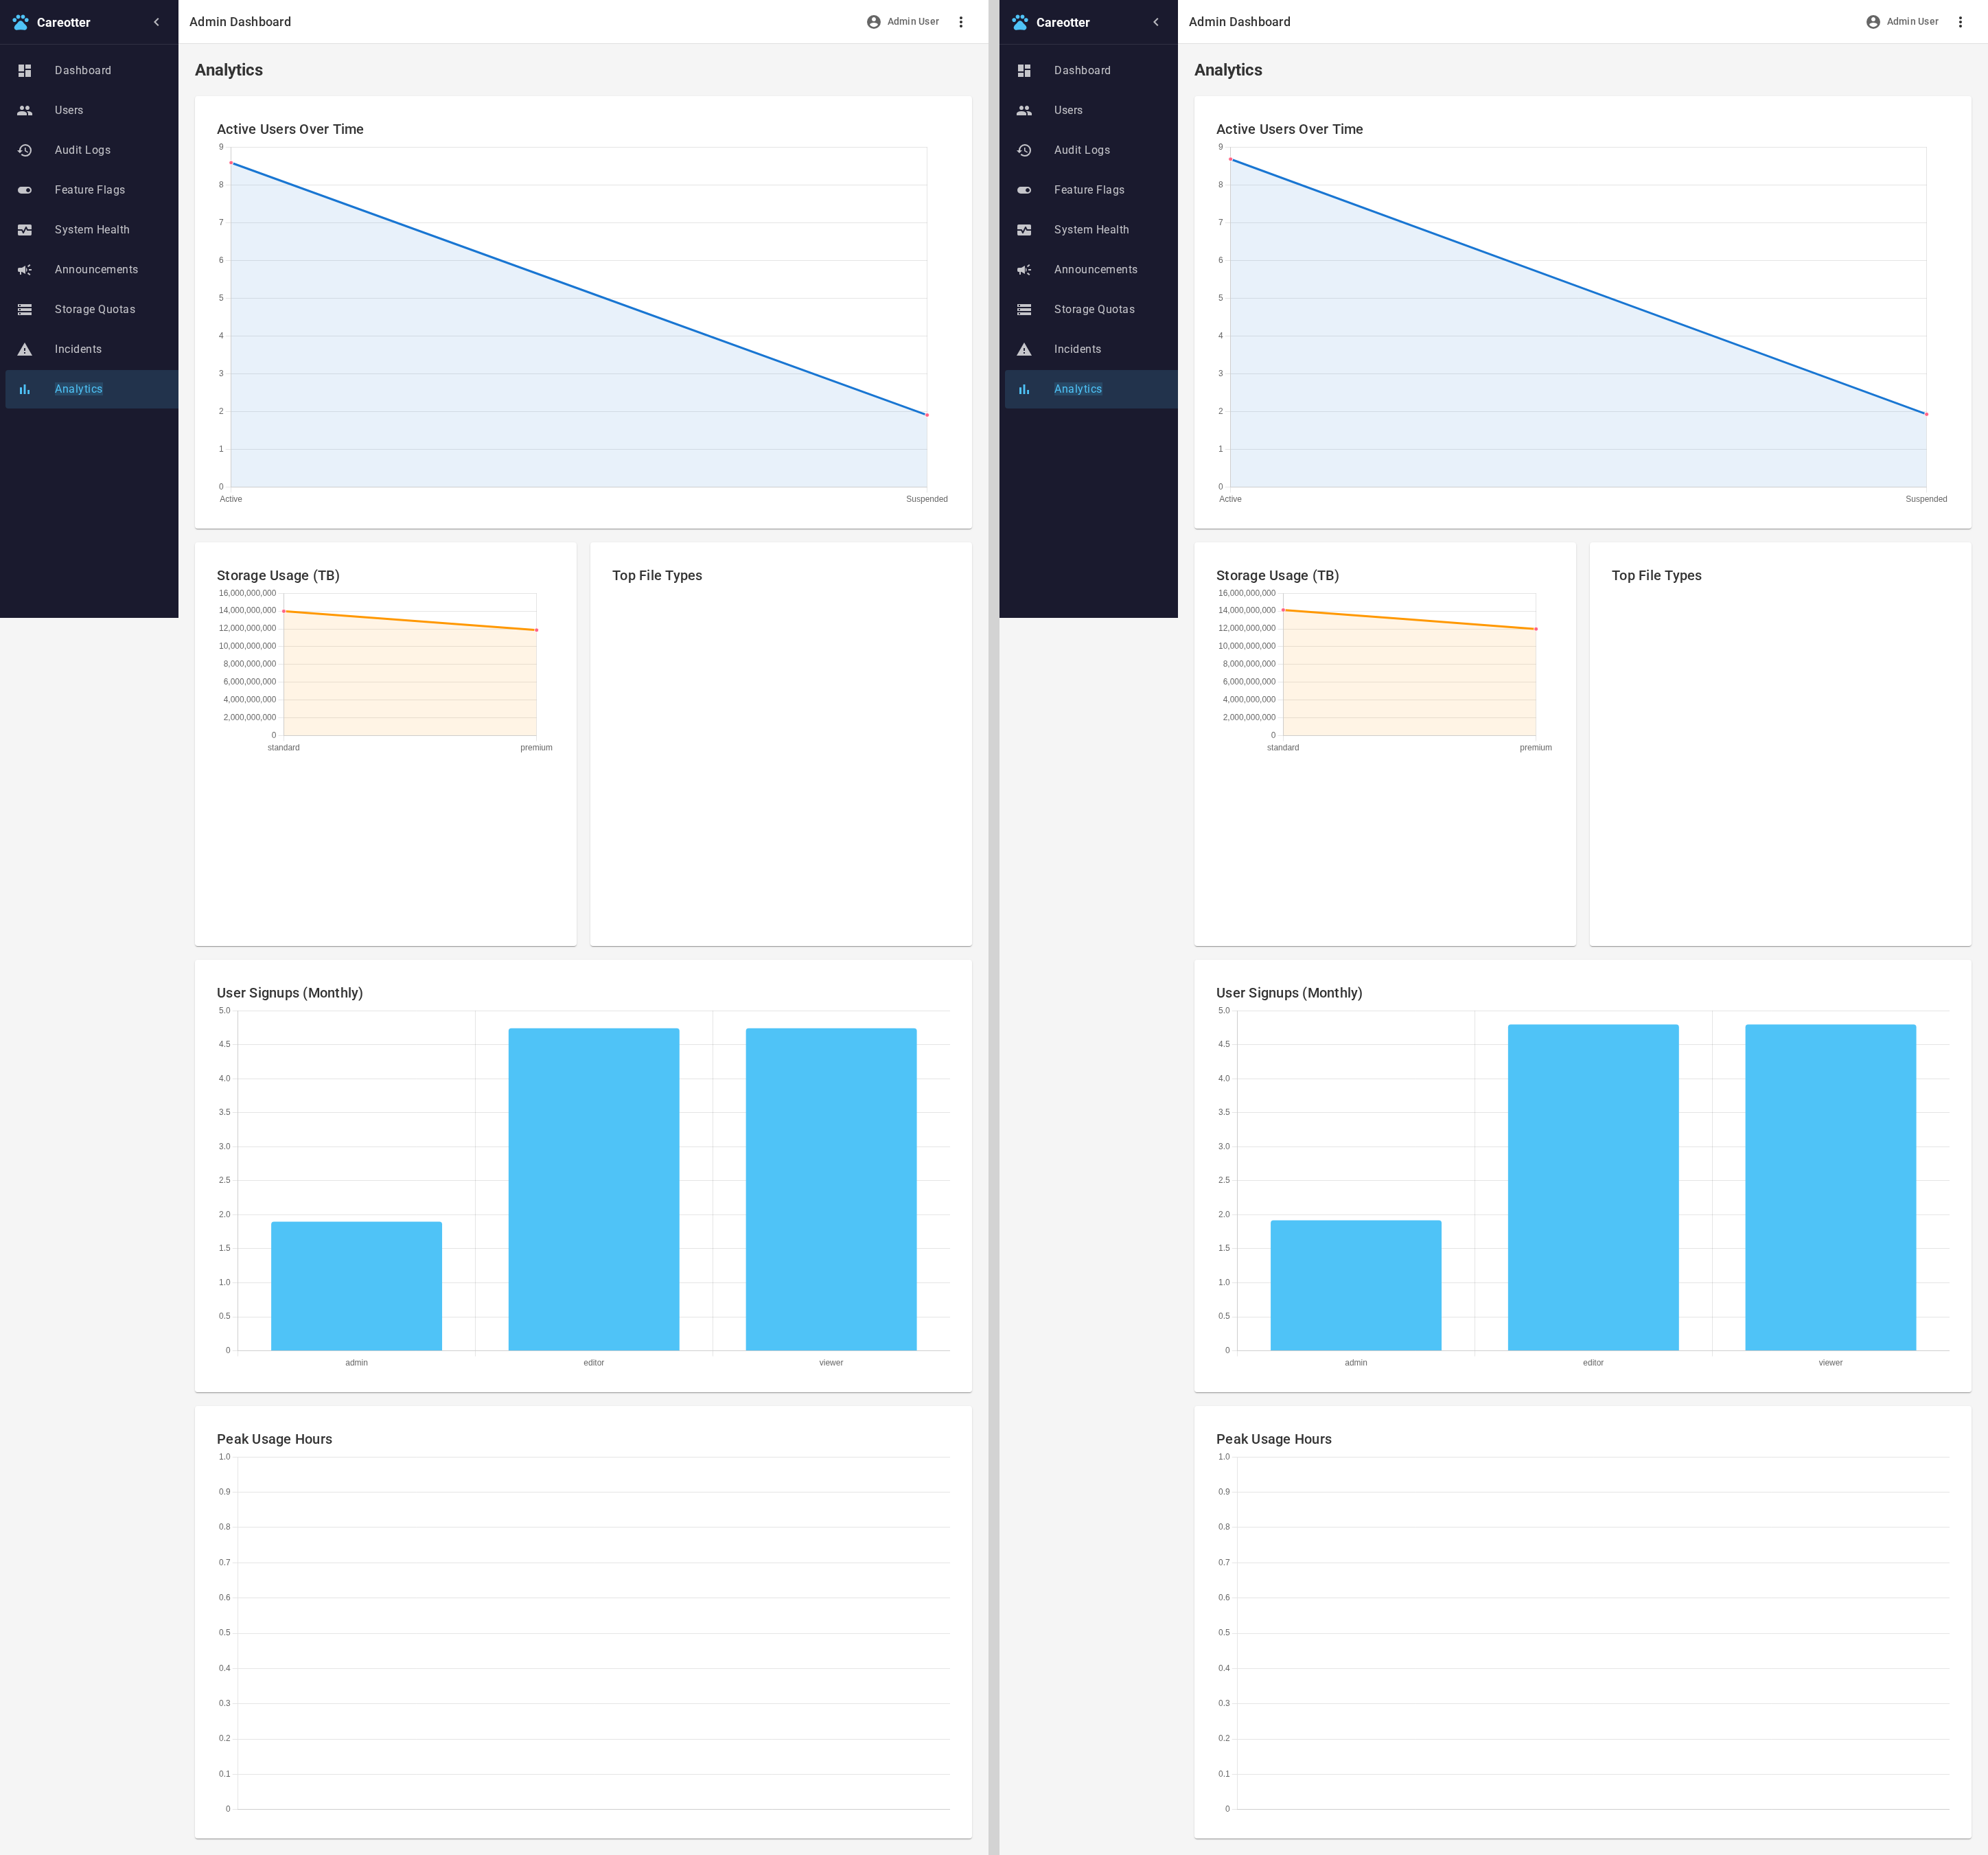 Careotter
Admin Dashboard
Admin User
Dashboard
Users
Audit Logs
Feature Flags
System Health
Announcements
Storage Quotas
Incidents
Analytics
Analytics
Active Users Over Time
9
8
7
6
5
4
3
2
1
0
Active
Suspended
Storage Usage (TB)
16,000,000,000
14,000,000,000
12,000,000,000
10,000,000,000
8,000,000,000
6,000,000,000
4,000,000,000
2,000,000,000
0
standard
premium
Top File Types
User Signups (Monthly)
5.0
4.5
4.0
3.5
3.0
2.5
2.0
1.5
1.0
0.5
0
admin
editor
viewer
Peak Usage Hours
1.0
0.9
0.8
0.7
0.6
0.5
0.4
0.3
0.2
0.1
0
Careotter
Admin Dashboard
Admin User
Dashboard
Users
Audit Logs
Feature Flags
System Health
Announcements
Storage Quotas
Incidents
Analytics
Analytics
Active Users Over Time
9
8
7
6
5
4
3
2
1
0
Active
Suspended
Storage Usage (TB)
16,000,000,000
14,000,000,000
12,000,000,000
10,000,000,000
8,000,000,000
6,000,000,000
4,000,000,000
2,000,000,000
0
standard
premium
Top File Types
User Signups (Monthly)
5.0
4.5
4.0
3.5
3.0
2.5
2.0
1.5
1.0
0.5
0
admin
editor
viewer
Peak Usage Hours
1.0
0.9
0.8
0.7
0.6
0.5
0.4
0.3
0.2
0.1
0